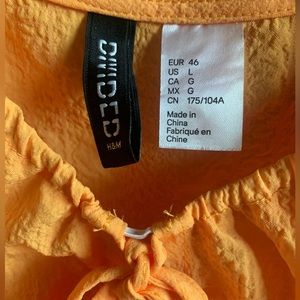 DIVIDED
H&M
EUR 46
US L
CA G
MX G
CN 175/104A
Made in
China
Fabriqué en
Chine